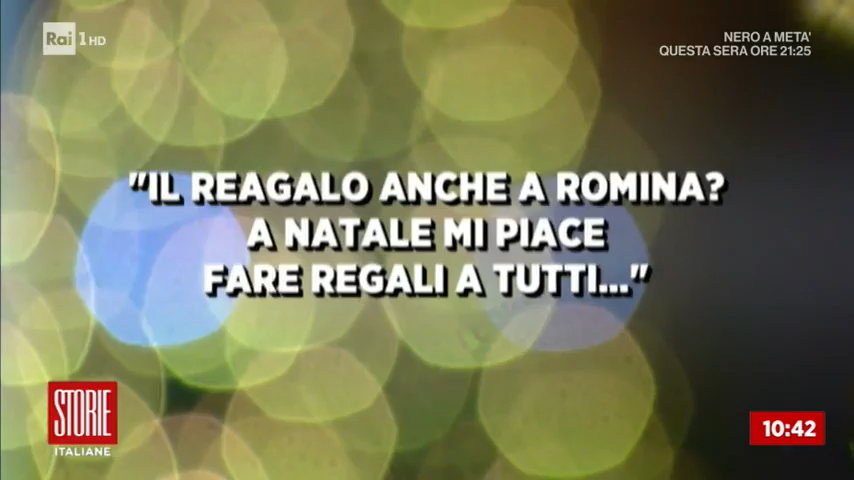 Rai 1 HD
NERO A META'
QUESTA SERA ORE 21:25
"IL REAGALO ANCHE A ROMINA?
A NATALE MI PIACE
FARE REGALI A TUTTI..."
STORIE
ITALIANE
10:42